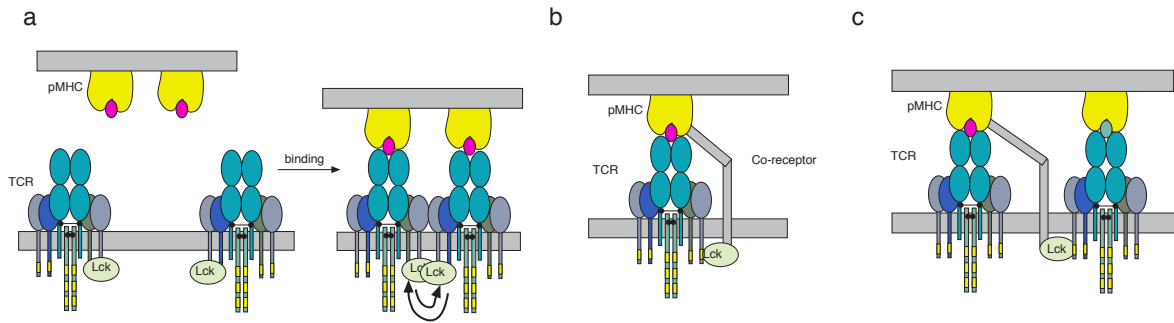 a
pMHC
TCR
Lck
Lck
binding
Lck
Lck
b
pMHC
TCR
Co-receptor
Lck
c
pMHC
TCR
Lck